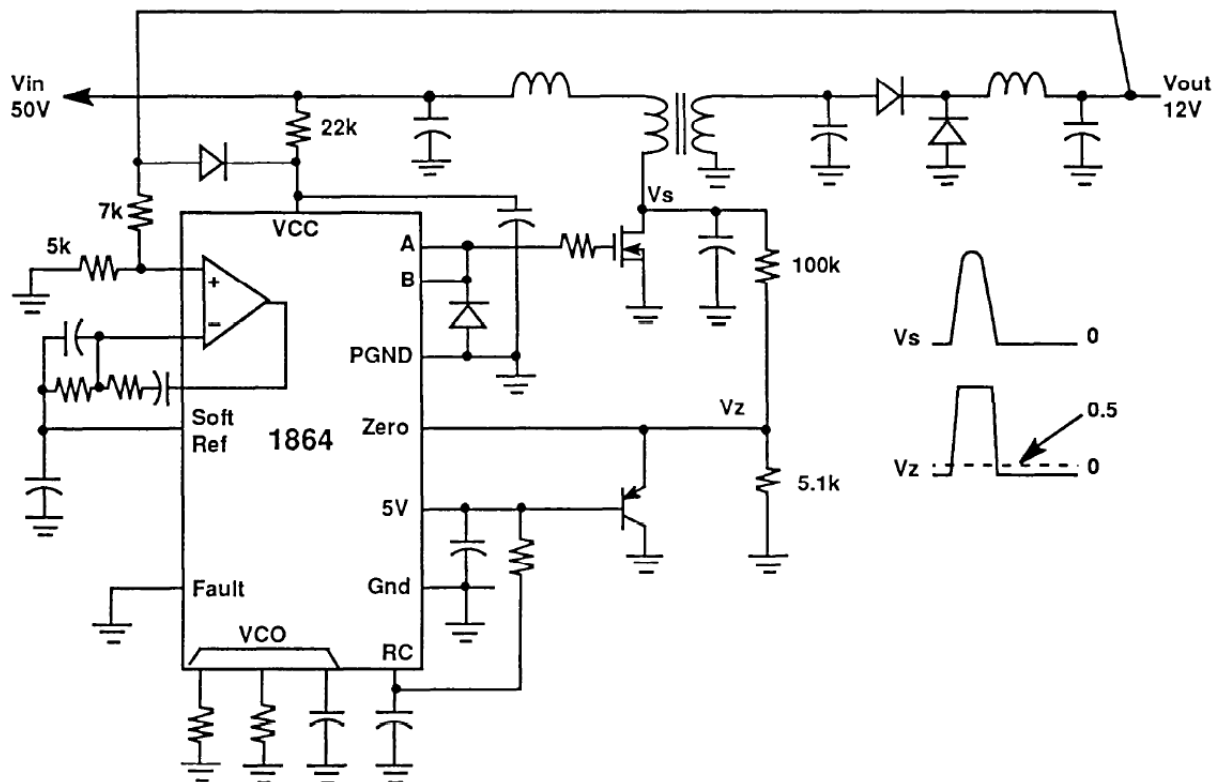 Vin
50V
22k
Vout
12V
7k
VCC
Vs
5k
A
B
100k
+
−
PGND
Vs
0
Soft
Ref
1864
Zero
Vz
0.5
Vz
0
5.1k
5V
Fault
Gnd
VCO
RC